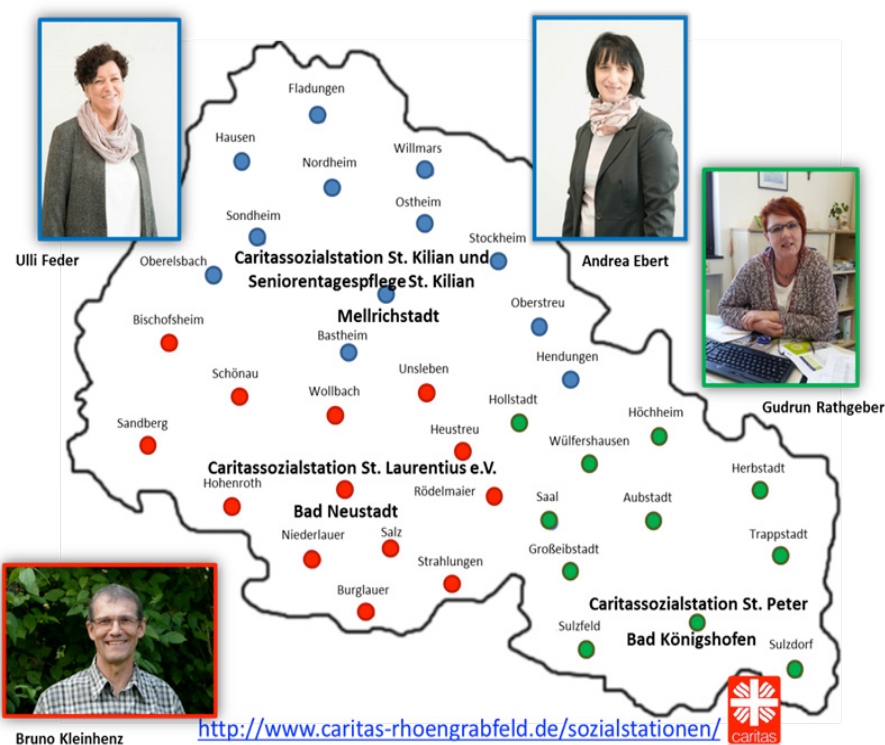 Fladungen
Hausen
Willmars
Nordheim
Ostheim
Sondheim
Stockheim
Ulli Feder
Andrea Ebert
Oberelsbach
Caritassozialstation St. Kilian und
Seniorentagespflege St. Kilian
Mellrichstadt
Oberstreu
Bischofsheim
Bastheim
Hendungen
Schönau
Unsleben
Wollbach
Hollstadt
Gudrun Rathgeber
Höchheim
Sandberg
Heustreu
Wülfershausen
Caritassozialstation St. Laurentius e.V.
Herbstadt
Hohenroth
Rödelmaier
Saal
Aubstadt
Bad Neustadt
Niederlauer
Salz
Trappstadt
Großeibstadt
Strahlungen
Burglauer
Caritassozialstation St. Peter
Sulzfeld
Bad Königshofen
Sulzdorf
Bruno Kleinhenz
http://www.caritas-rhoengrabfeld.de/sozialstationen/
caritas